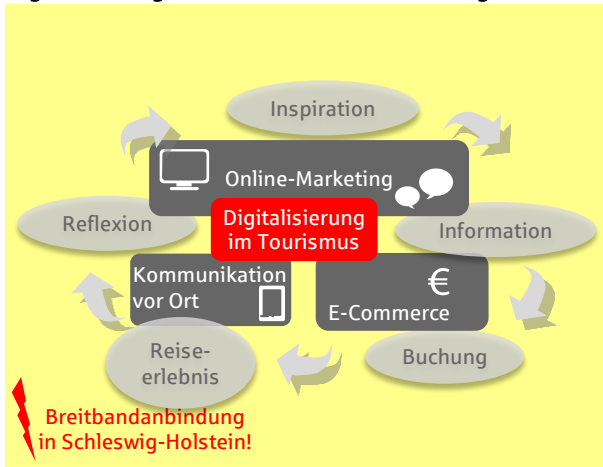 Inspiration
Online-Marketing
Digitalisierung
im Tourismus
Reflexion
Information
Kommunikation
vor Ort
€
E-Commerce
Reise-
erlebnis
Buchung
Breitbandanbindung
in Schleswig-Holstein!